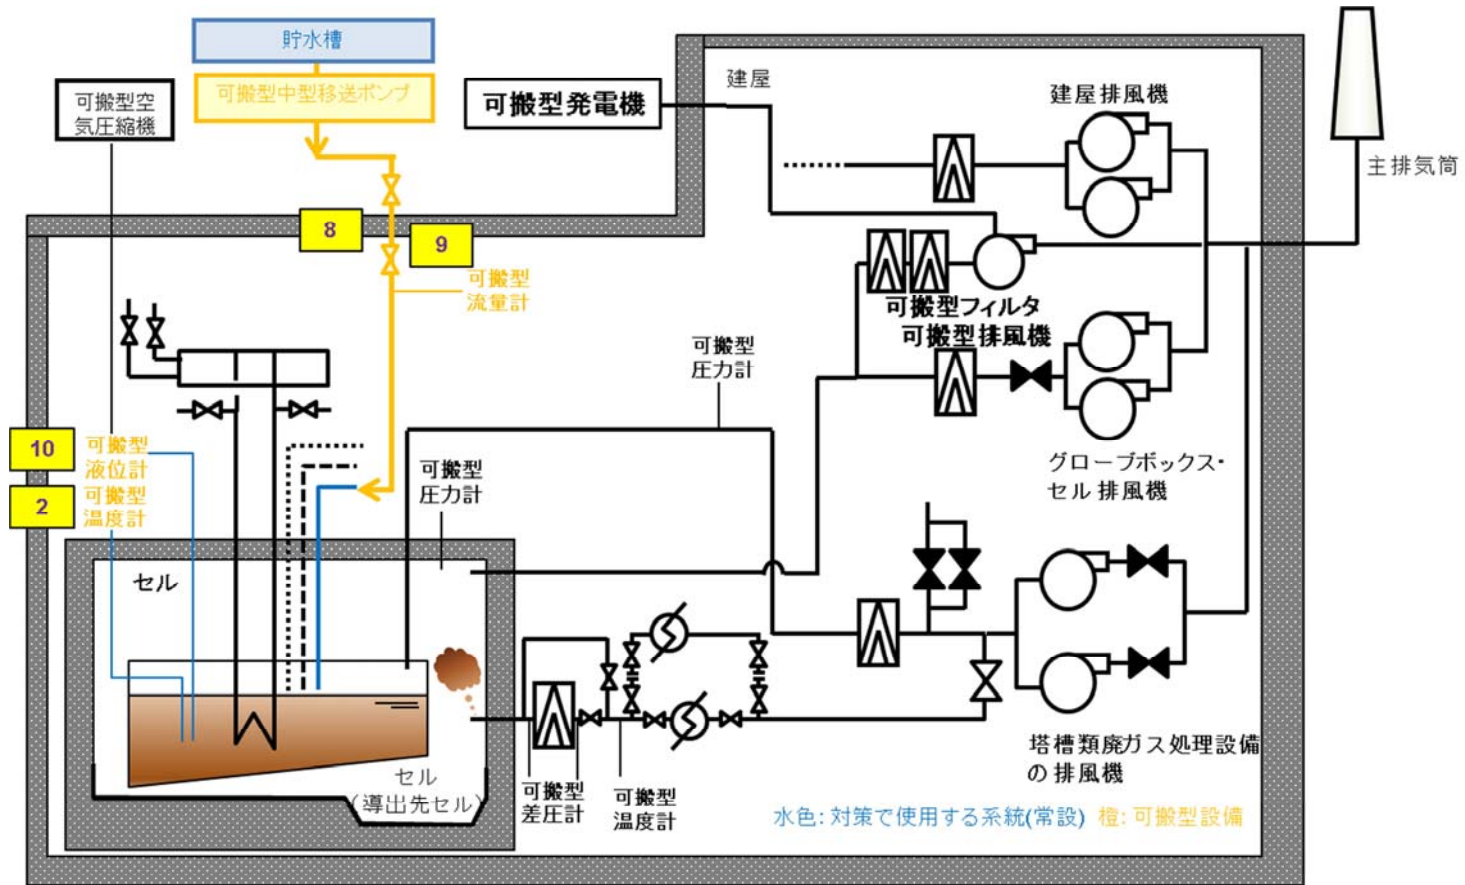 貯水槽
可搬型中型移送ポンプ
可搬型空
気圧縮機
可搬型発電機
建屋
建屋排風機
主排気筒
8
9
可搬型
流量計
可搬型フィルタ
可搬型排風機
可搬型
圧力計
グローブボックス・
セル排風機
10
可搬型
液位計
2
可搬型
温度計
可搬型
圧力計
セル
セル
(導出先セル)
可搬型
差圧計
可搬型
温度計
塔槽類廃ガス処理設備
の排風機
水色:対策で使用する系統(常設) 橙:可搬型設備